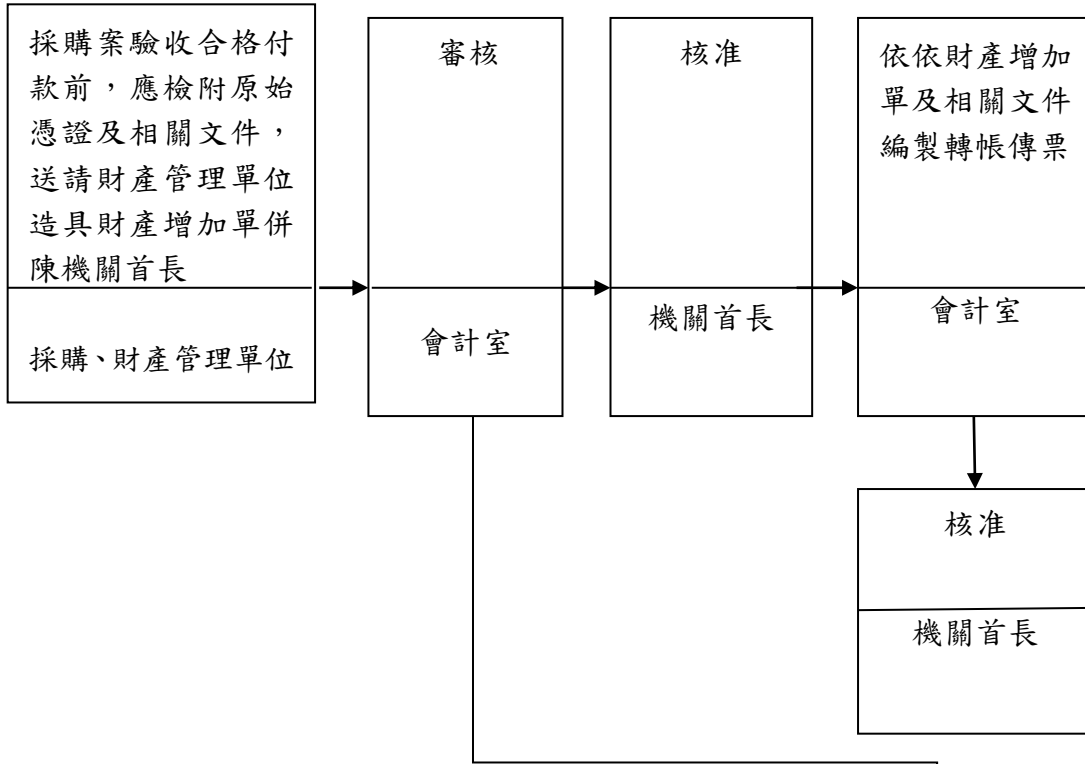 採購案驗收合格付
款前，應檢附原始
憑證及相關文件，
送請財產管理單位
造具財產增加單併
陳機關首長
採購、財產管理單位
審核
會計室
核准
機關首長
依依財產增加
單及相關文件
編製轉帳傳票
會計室
核准
機關首長